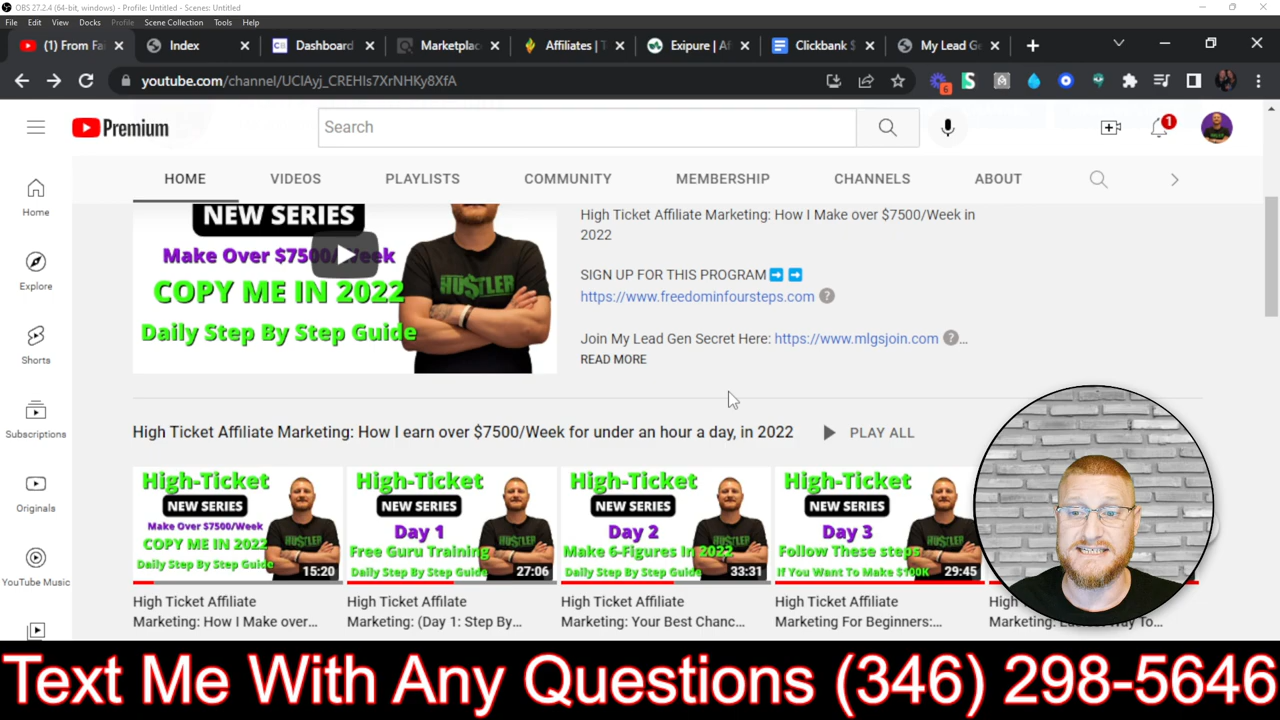 OBS 27.2.4 (64-bit, windows) - Profile: Untitled - Scenes: Untitled
File Edit View Docks Profile Scene Collection Tools Help
(1) From Fa
Index
Dashboard
Marketplac
Affiliates | T
Exipure | Af
Clickbank S
My Lead G
youtube.com/channel/UCIAyj_CREHIs7XrNHKy8XfA
6
Premium
Search
1
HOME VIDEOS PLAYLISTS COMMUNITY MEMBERSHIP CHANNELS ABOUT
Home
Explore
Shorts
Subscriptions
Originals
YouTube Music
NEW SERIES
Make Over $7500/Week
COPY ME IN 2022
Daily Step By Step Guide
HU$TLER
High Ticket Affiliate Marketing: How I Make over $7500/Week in
2022
SIGN UP FOR THIS PROGRAM
https://www.freedominfoursteps.com
Join My Lead Gen Secret Here: https://www.mlgsjoin.com ...
READ MORE
High Ticket Affiliate Marketing: How I earn over $7500/Week for under an hour a day, in 2022
PLAY ALL
High-Ticket
NEW SERIES
Make Over $7500/Week
COPY ME IN 2022
Daily Step By Step Guide
15:20
High Ticket Affiliate
Marketing: How I Make over...
High-Ticket
NEW SERIES
Day 1
Free Guru Training
Daily Step By Step Guide
27:06
High Ticket Affilate
Marketing: (Day 1: Step By...
High-Ticket
NEW SERIES
Day 2
Make 6-Figures In 2022
Daily Step By Step Guide
33:31
High Ticket Affiliate
Marketing: Your Best Chanc...
High-Ticket
NEW SERIES
Day 3
Follow These steps
If You Want To Make $100K
29:45
High Ticket Affiliate
Marketing For Beginners:...
Text Me With Any Questions (346) 298-5646